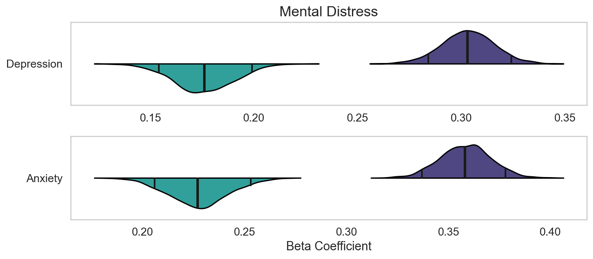 Mental Distress
Depression
0.15 0.20 0.25 0.30 0.35
Anxiety
0.20 0.25 0.30 0.35 0.40
Beta Coefficient